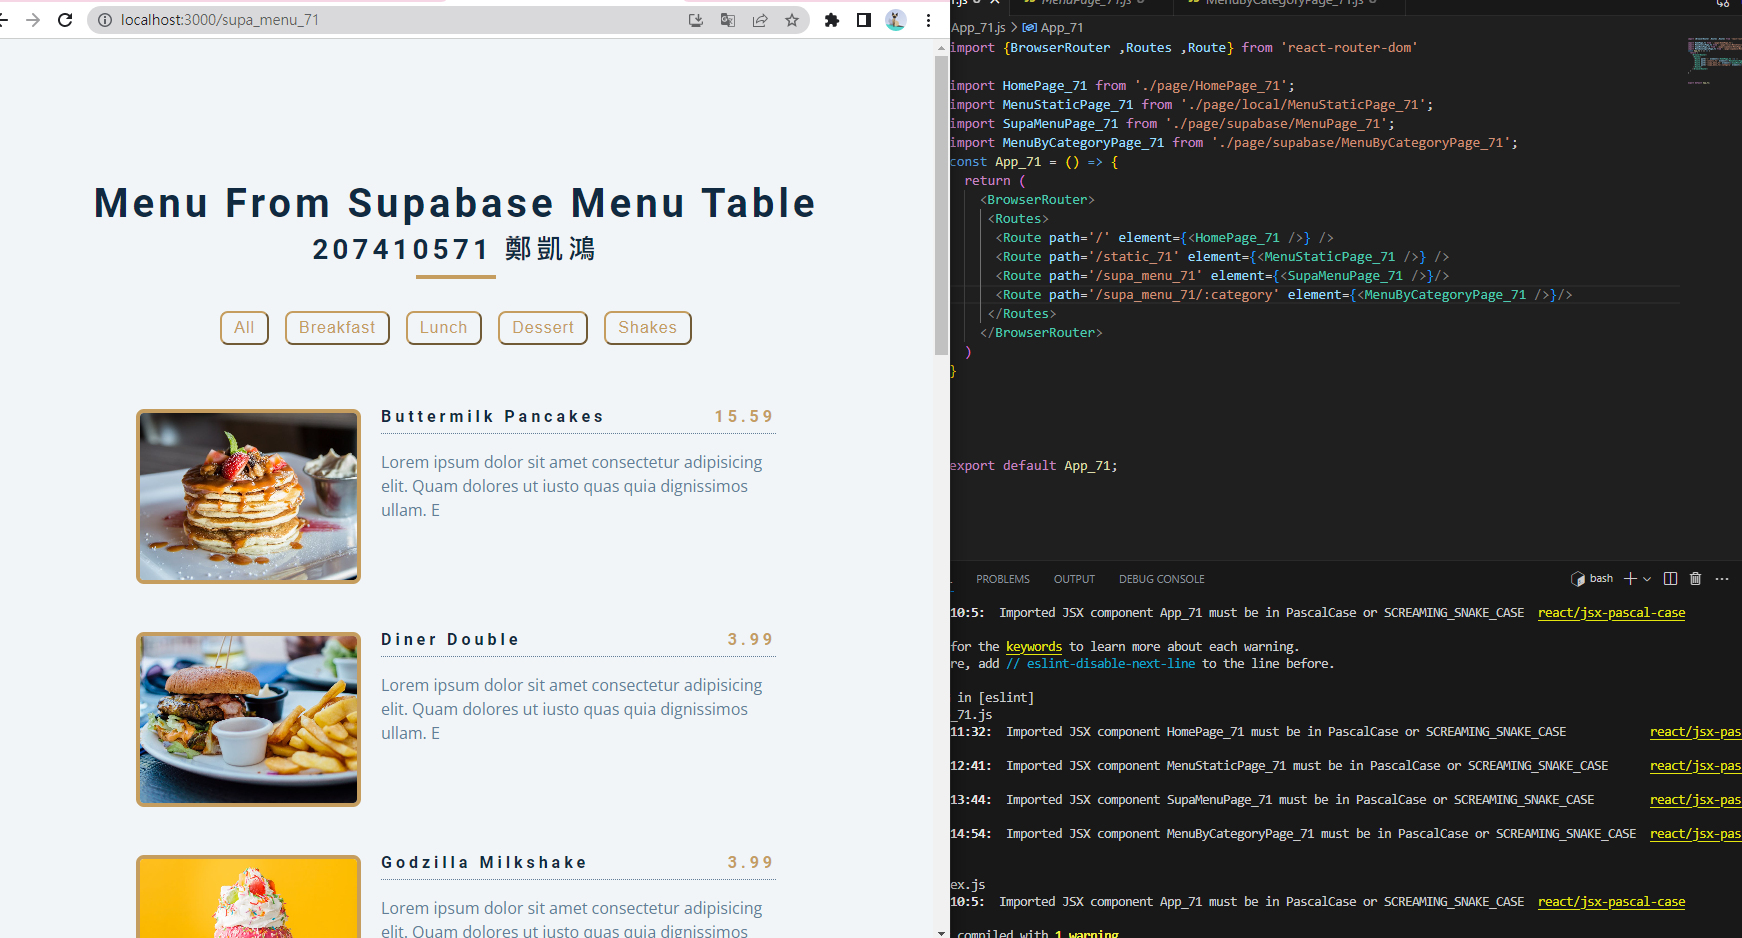 localhost:3000/supa_menu_71
Menu From Supabase Menu Table
207410571 鄭凱鴻
All
Breakfast
Lunch
Dessert
Shakes
Buttermilk Pancakes 15.59
Lorem ipsum dolor sit amet consectetur adipisicing
elit. Quam dolores ut iusto quas quia dignissimos
ullam. E
Diner Double 3.99
Lorem ipsum dolor sit amet consectetur adipisicing
elit. Quam dolores ut iusto quas quia dignissimos
ullam. E
Godzilla Milkshake 3.99
Lorem ipsum dolor sit amet consectetur adipisicing
elit. Quam dolores ut iusto quas quia dignissimos
MenuPage_71.js
MenuByCategoryPage_71.js
App_71.js > App_71
import {BrowserRouter ,Routes ,Route} from 'react-router-dom'
import HomePage_71 from './page/HomePage_71';
import MenuStaticPage_71 from './page/local/MenuStaticPage_71';
import SupaMenuPage_71 from './page/supabase/MenuPage_71';
import MenuByCategoryPage_71 from './page/supabase/MenuByCategoryPage_71';
const App_71 = () => {
return (
<BrowserRouter>
<Routes>
<Route path='/' element={<HomePage_71 />} />
<Route path='/static_71' element={<MenuStaticPage_71 />} />
<Route path='/supa_menu_71' element={<SupaMenuPage_71 />}/>
<Route path='/supa_menu_71/:category' element={<MenuByCategoryPage_71 />}/>
</Routes>
</BrowserRouter>
)
}
export default App_71;
PROBLEMS OUTPUT DEBUG CONSOLE bash
10:5: Imported JSX component App_71 must be in PascalCase or SCREAMING_SNAKE_CASE react/jsx-pascal-case
for the keywords to learn more about each warning.
re, add // eslint-disable-next-line to the line before.
in [eslint]
_71.js
11:32: Imported JSX component HomePage_71 must be in PascalCase or SCREAMING_SNAKE_CASE react/jsx-pas
12:41: Imported JSX component MenuStaticPage_71 must be in PascalCase or SCREAMING_SNAKE_CASE react/jsx-pas
13:44: Imported JSX component SupaMenuPage_71 must be in PascalCase or SCREAMING_SNAKE_CASE react/jsx-pas
14:54: Imported JSX component MenuByCategoryPage_71 must be in PascalCase or SCREAMING_SNAKE_CASE react/jsx-pas
ex.js
10:5: Imported JSX component App_71 must be in PascalCase or SCREAMING_SNAKE_CASE react/jsx-pascal-case
compiled with 1 warning